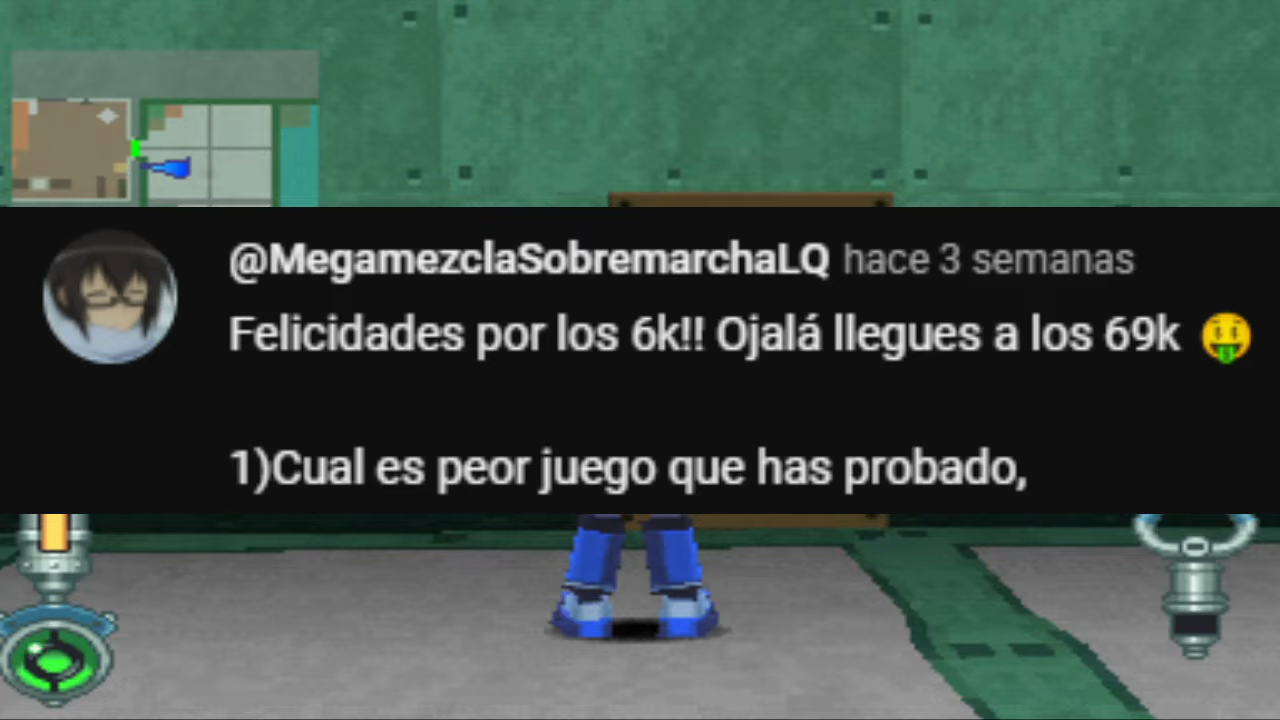 @MegamezclaSobremarchaLQ hace 3 semanas
Felicidades por los 6k!! Ojalá llegues a los 69k 🤑
1)Cual es peor juego que has probado,